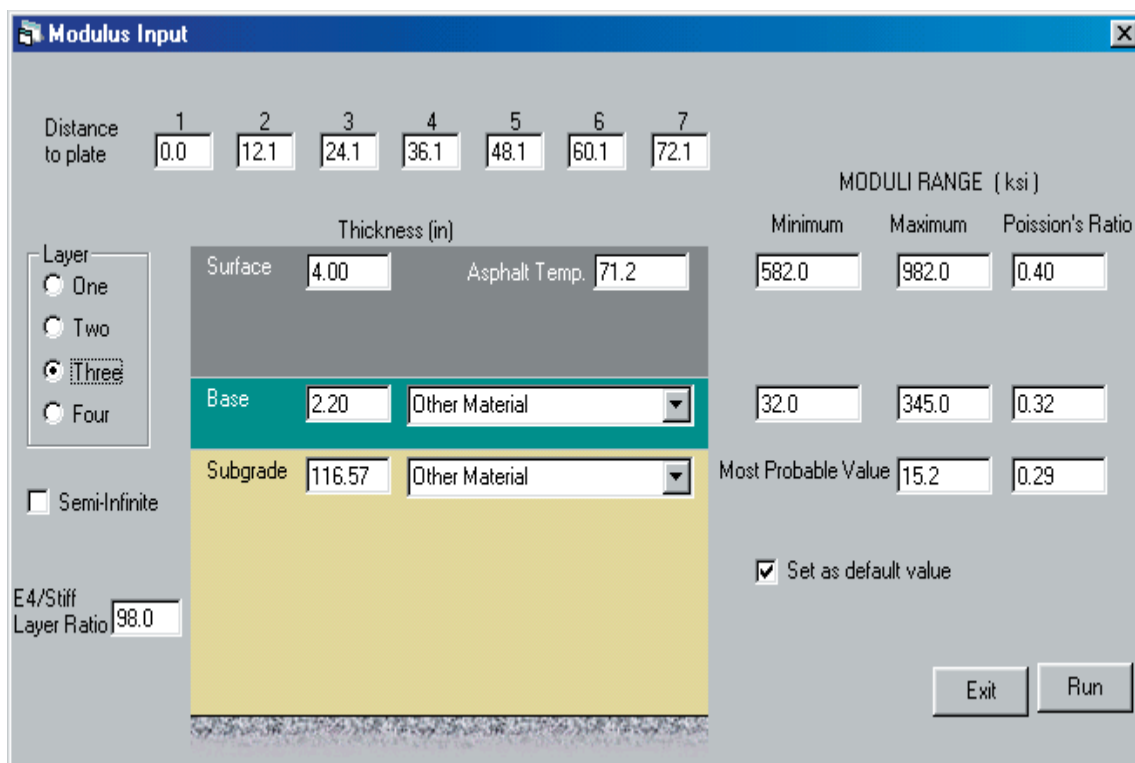 Modulus Input
1 2 3 4 5 6 7
Distance
to plate
0.0 12.1 24.1 36.1 48.1 60.1 72.1
MODULI RANGE ( ksi )
Thickness (in)
Minimum Maximum Poission's Ratio
Layer
One
Two
Three
Four
Surface 4.00 Asphalt Temp. 71.2 582.0 982.0 0.40
Base 2.20 Other Material 32.0 345.0 0.32
Subgrade 116.57 Other Material Most Probable Value 15.2 0.29
Semi-Infinite
Set as default value
E4/Stiff
Layer Ratio 98.0
Exit Run